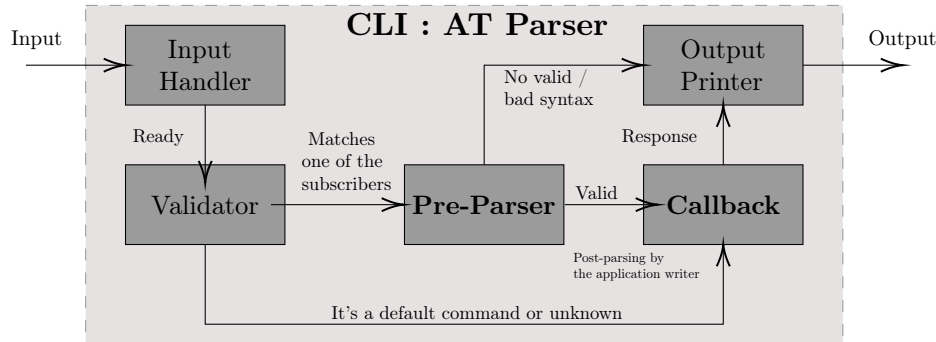 CLI : AT Parser
Input
Input
Handler
Output
Printer
Output
No valid /
bad syntax
Ready
Matches
one of the
subscribers
Response
Validator
Pre-Parser
Valid
Callback
Post-parsing by
the application writer
It's a default command or unknown